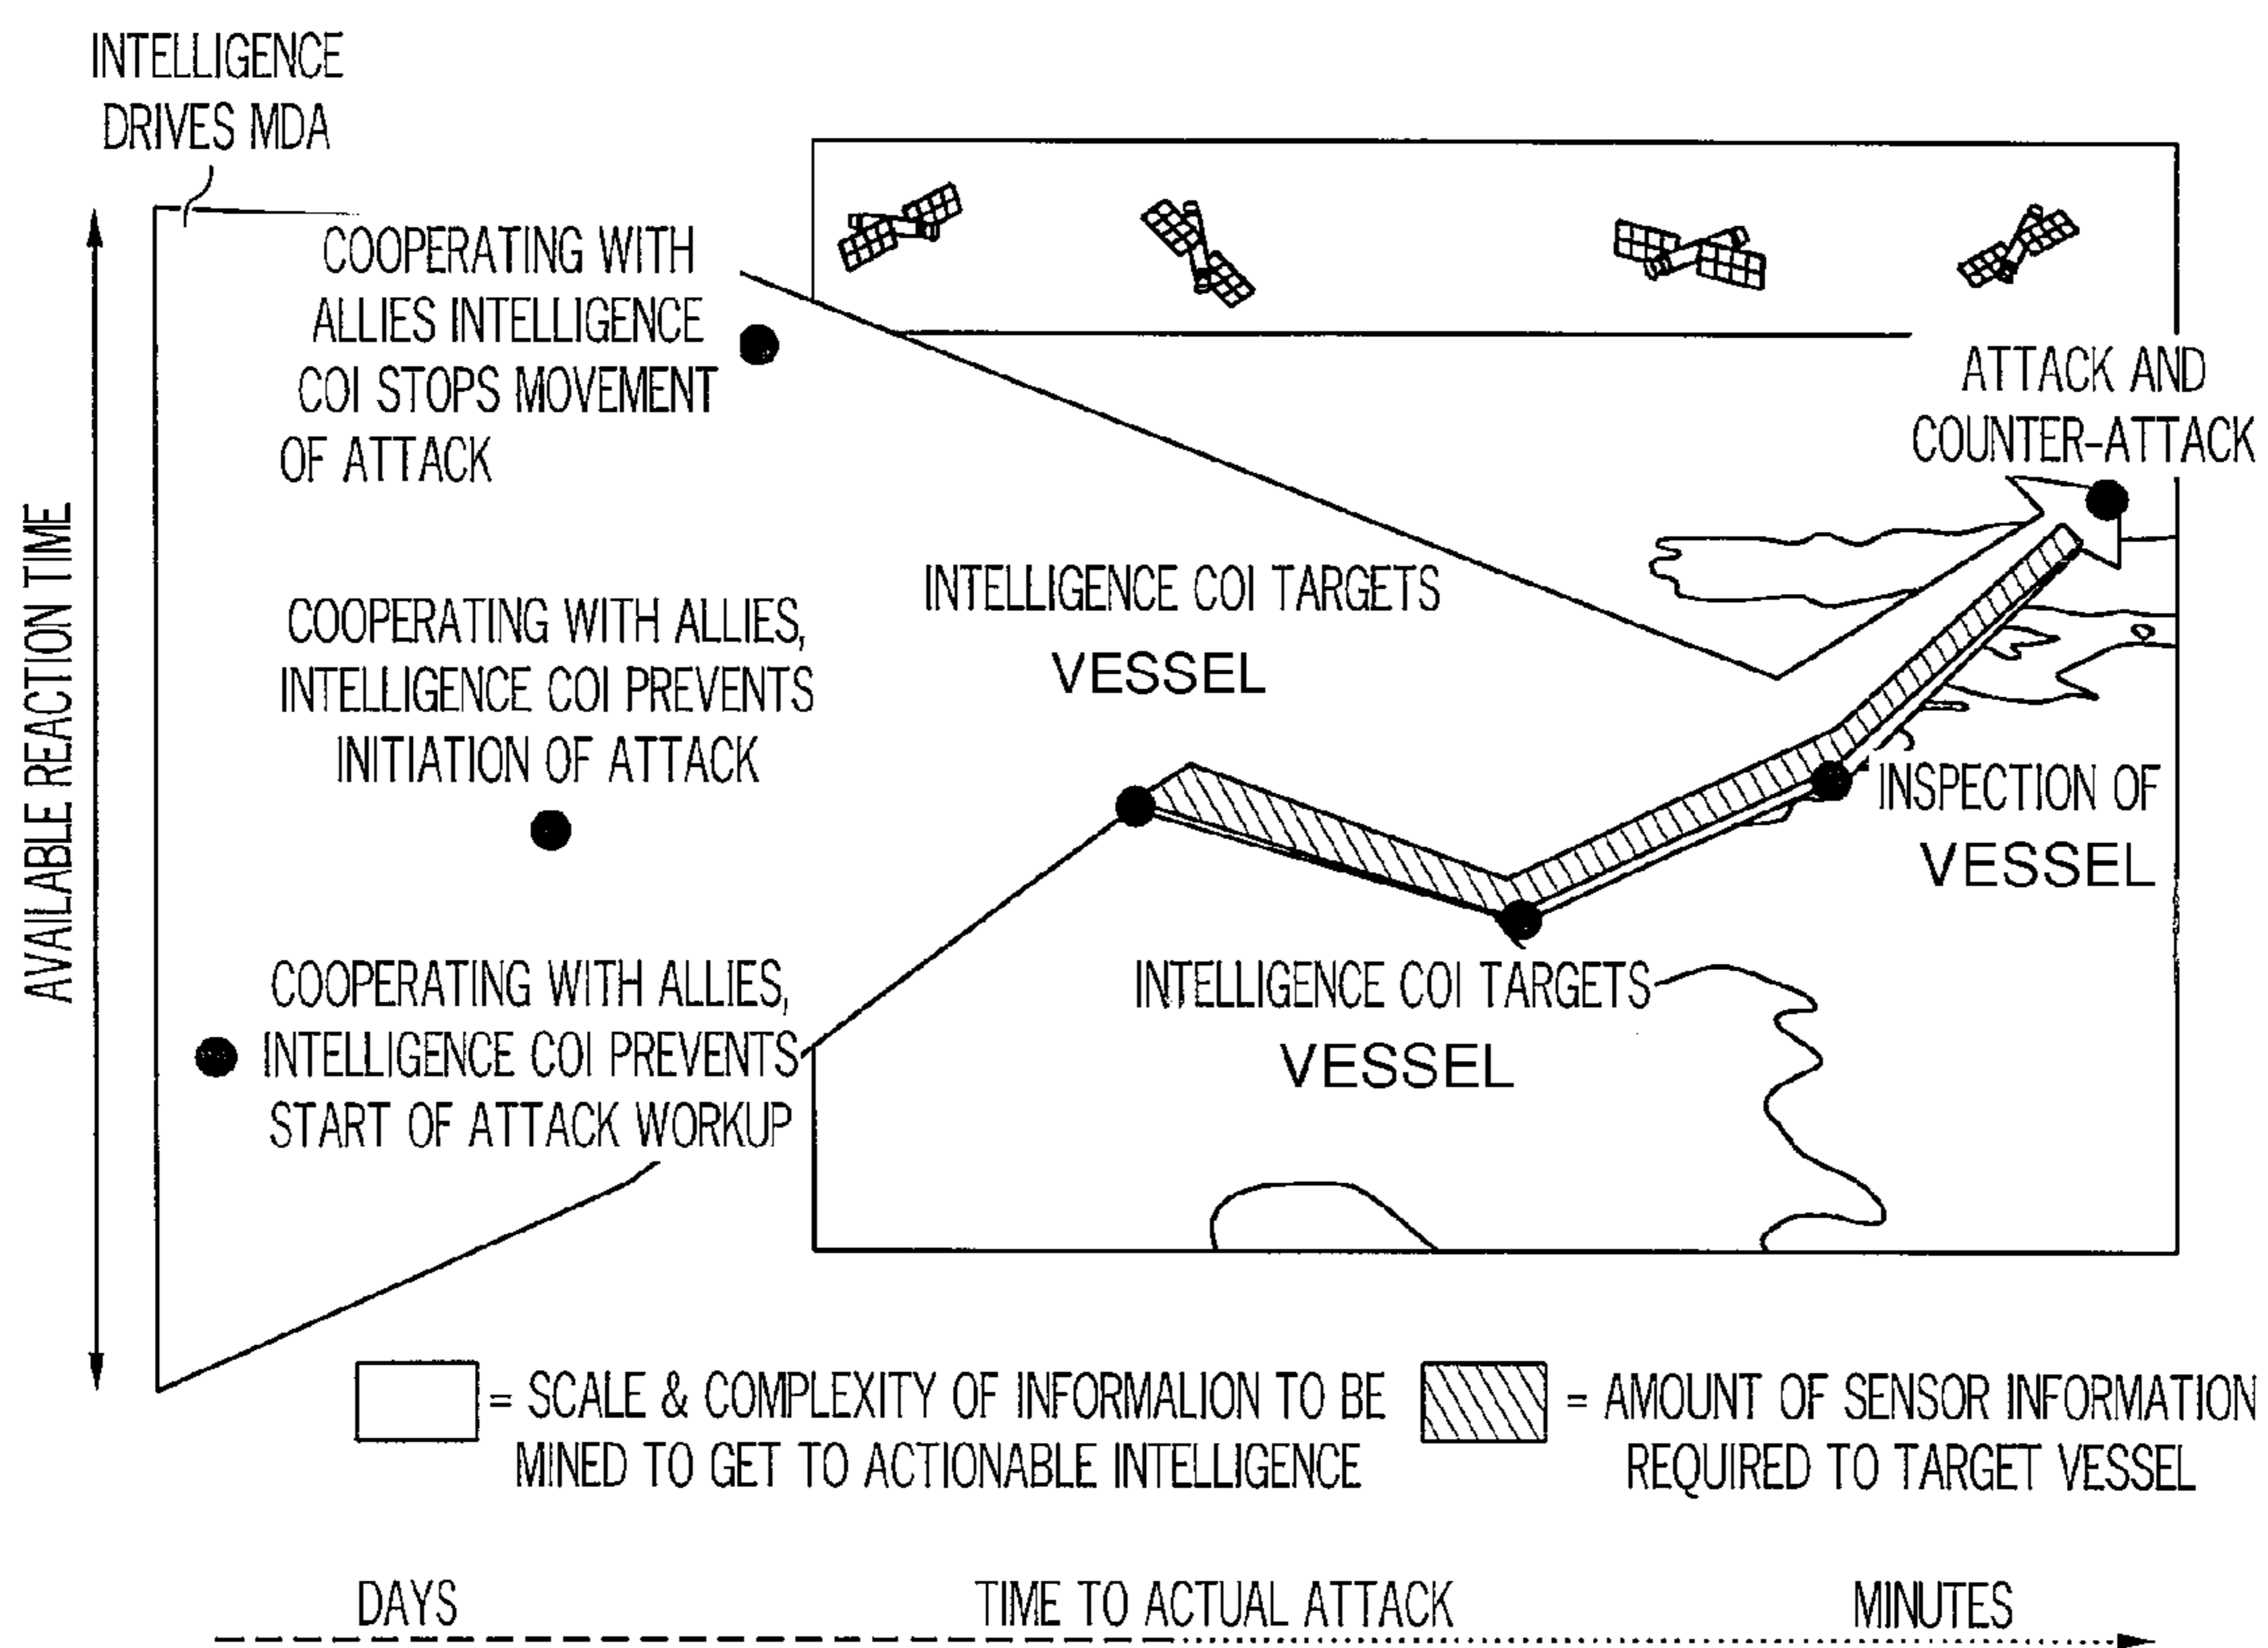 INTELLIGENCE
DRIVES MDA
COOPERATING WITH
ALLIES INTELLIGENCE
COI STOPS MOVEMENT
OF ATTACK
ATTACK AND
COUNTER-ATTACK
AVAILABLE REACTION TIME
INTELLIGENCE COI TARGETS
VESSEL
COOPERATING WITH ALLIES,
INTELLIGENCE COI PREVENTS
INITIATION OF ATTACK
INSPECTION OF
VESSEL
COOPERATING WITH ALLIES,
INTELLIGENCE COI PREVENTS
START OF ATTACK WORKUP
INTELLIGENCE COI TARGETS
VESSEL
= SCALE & COMPLEXITY OF INFORMALION TO BE
MINED TO GET TO ACTIONABLE INTELLIGENCE
= AMOUNT OF SENSOR INFORMATION
REQUIRED TO TARGET VESSEL
DAYS
TIME TO ACTUAL ATTACK
MINUTES